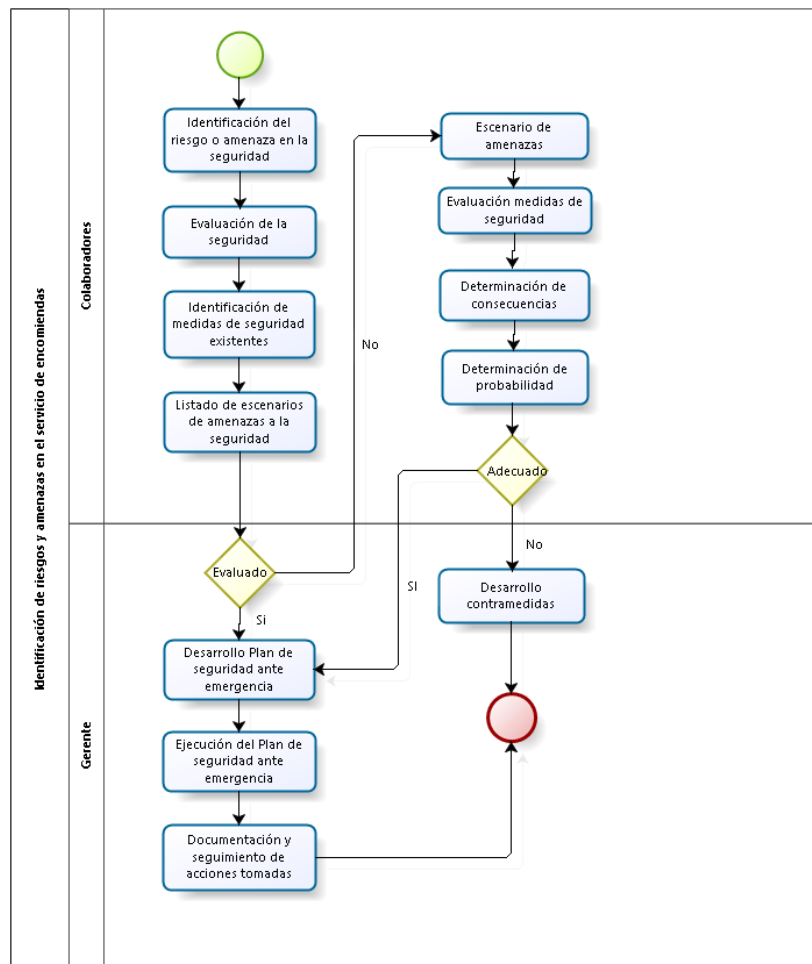 Identificación de riesgos y amenazas en el servicio de encomiendas
Colaboradores
Identificación del
riesgo o amenaza en la
seguridad
Evaluación de la
seguridad
Identificación de
medidas de seguridad
existentes
Listado de escenarios
de amenazas a la
seguridad
Escenario de
amenazas
Evaluación medidas de
seguridad
Determinación de
consecuencias
Determinación de
probabilidad
Adecuado
No
Gerente
Evaluado
Si
No
SI
Desarrollo
contramedidas
Desarrollo Plan de
seguridad ante
emergencia
Ejecución del Plan de
seguridad ante
emergencia
Documentación y
seguimiento de
acciones tomadas